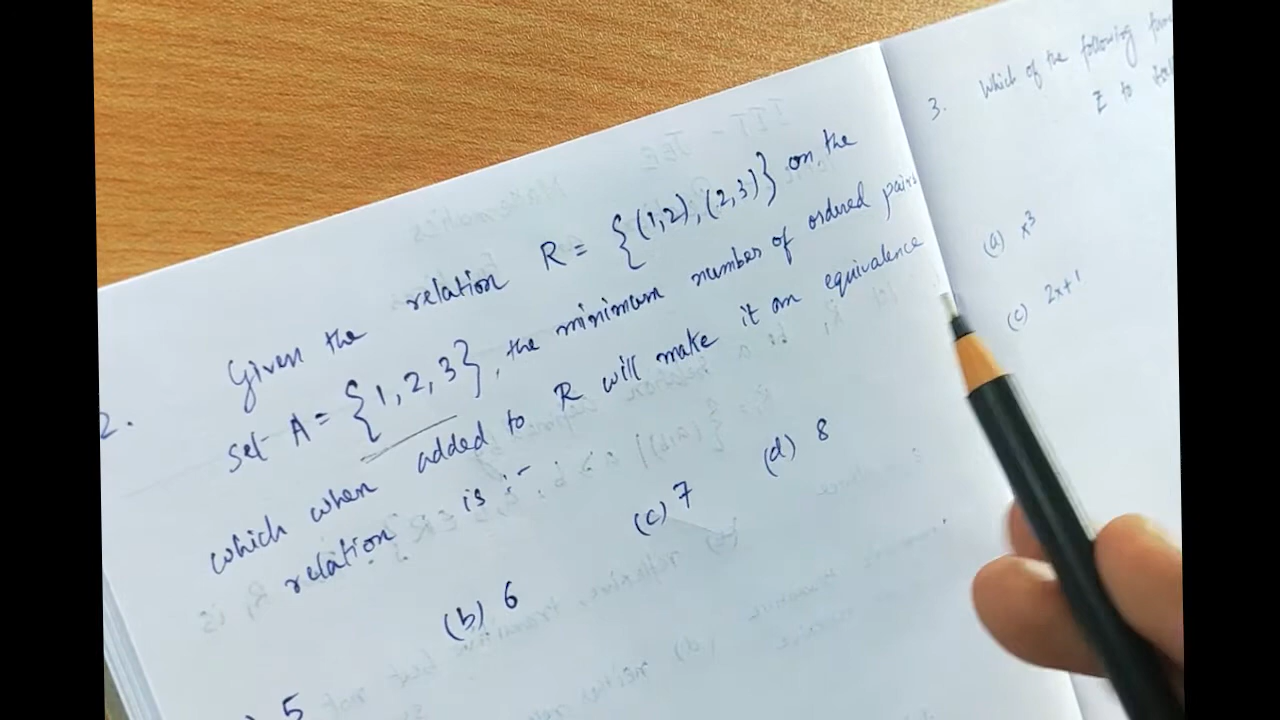 2. Given the relation R = {(1,2), (2,3)} on the
set A = {1, 2, 3}, the minimum number of ordered pairs
which when added to R will make it an equivalence
relation is :-
5
(b) 6
(c) 7
(d) 8
3. Which of the following
Z to
(a) x³
(c) 2x+1